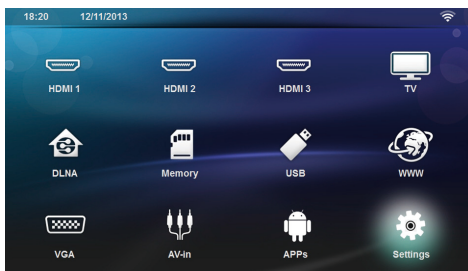 18:20 12/11/2013
HDMI 1 HDMI 2 HDMI 3 TV
DLNA Memory USB WWW
VGA AV-in APPs Settings